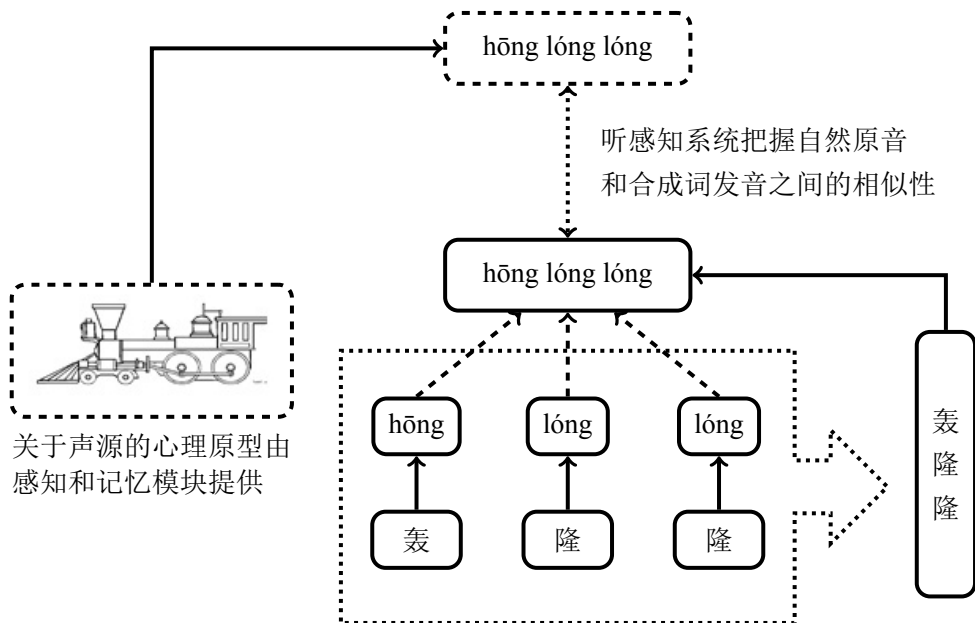 hōng lóng lóng
听感知系统把握自然原音
和合成词发音之间的相似性
hōng lóng lóng
关于声源的心理原型由
感知和记忆模块提供
hōng
lóng
lóng
轰
隆
隆
轰
隆
隆